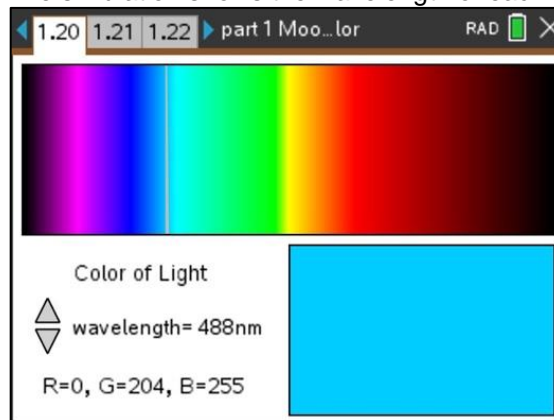 1.20 1.21 1.22 part 1 Moo...lor RAD
Color of Light
wavelength= 488nm
R=0, G=204, B=255